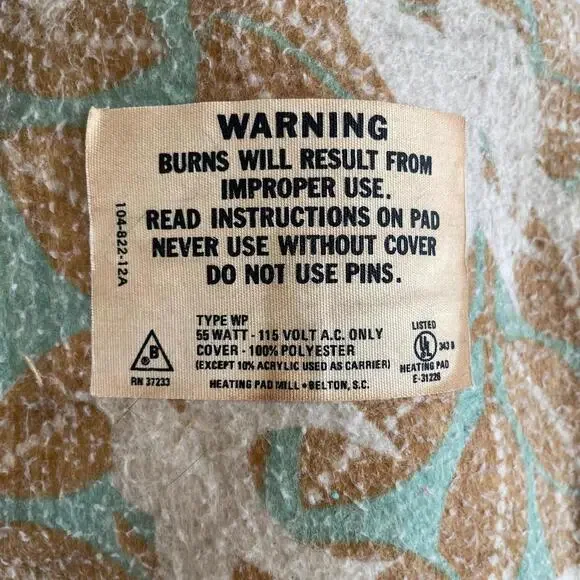 WARNING
BURNS WILL RESULT FROM
IMPROPER USE.
READ INSTRUCTIONS ON PAD
NEVER USE WITHOUT COVER
DO NOT USE PINS.
104-822-12A
TYPE WP
55 WATT - 115 VOLT A.C. ONLY
COVER - 100% POLYESTER
(EXCEPT 10% ACRYLIC USED AS CARRIER)
HEATING PAD MILL • BELTON, S.C.
B
RN 37233
LISTED
UL 343 B
HEATING PAD
E-31226